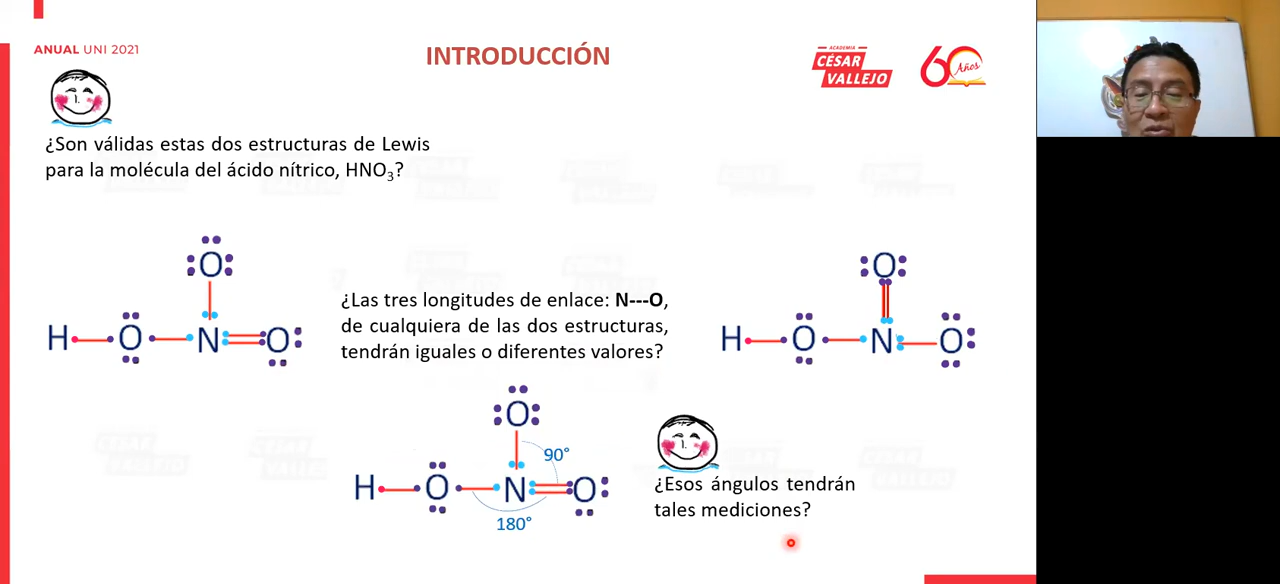 ANUAL UNI 2021
INTRODUCCIÓN
ACADEMIA
CÉSAR
VALLEJO
60 Años
¿Son válidas estas dos estructuras de Lewis
para la molécula del ácido nítrico, HNO₃?
O
H O N O
¿Las tres longitudes de enlace: N---O,
de cualquiera de las dos estructuras,
tendrán iguales o diferentes valores?
O
H O N O
O
90°
H O N O
180°
¿Esos ángulos tendrán
tales mediciones?